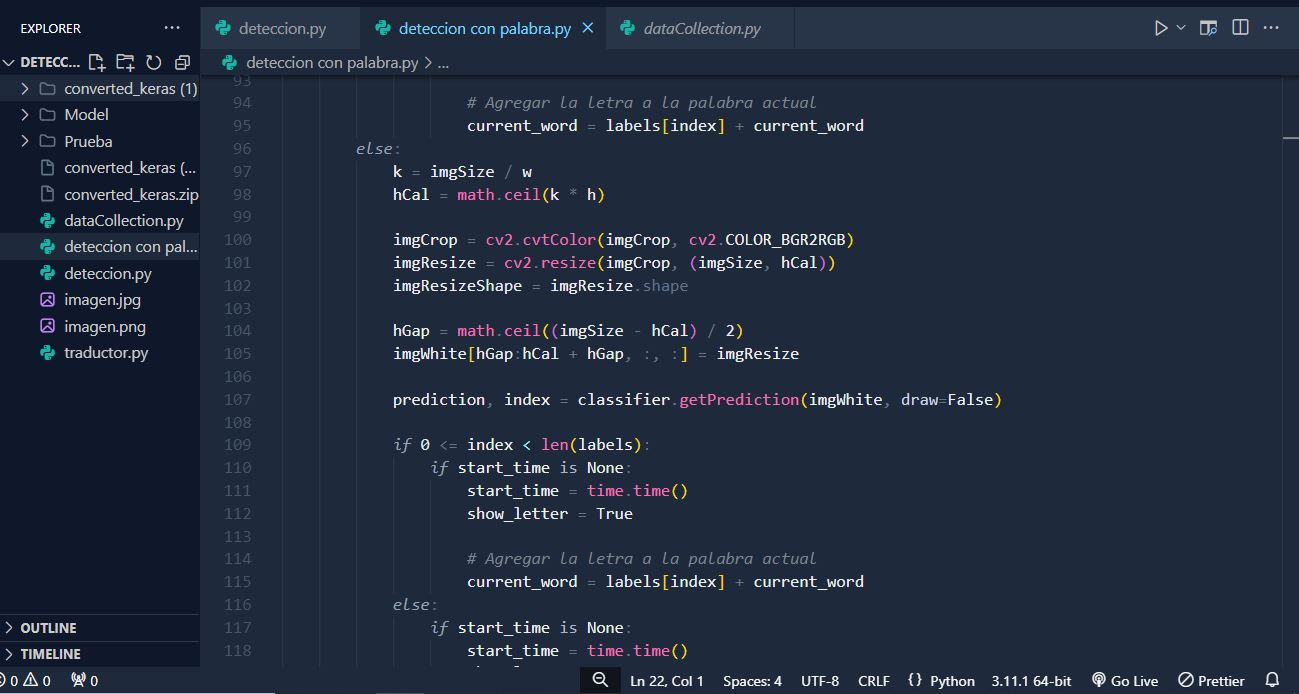 EXPLORER ...
deteccion.py
deteccion con palabra.py
dataCollection.py
DETECC...
deteccion con palabra.py > ...
converted_keras (1)
Model
Prueba
converted_keras (...
converted_keras.zip
dataCollection.py
deteccion con pal...
deteccion.py
imagen.jpg
imagen.png
traductor.py
OUTLINE
TIMELINE
93
94 # Agregar la letra a la palabra actual
95 current_word = labels[index] + current_word
96 else:
97 k = imgSize / w
98 hCal = math.ceil(k * h)
99
100 imgCrop = cv2.cvtColor(imgCrop, cv2.COLOR_BGR2RGB)
101 imgResize = cv2.resize(imgCrop, (imgSize, hCal))
102 imgResizeShape = imgResize.shape
103
104 hGap = math.ceil((imgSize - hCal) / 2)
105 imgWhite[hGap:hCal + hGap, :, :] = imgResize
106
107 prediction, index = classifier.getPrediction(imgWhite, draw=False)
108
109 if 0 <= index < len(labels):
110 if start_time is None:
111 start_time = time.time()
112 show_letter = True
113
114 # Agregar la letra a la palabra actual
115 current_word = labels[index] + current_word
116 else:
117 if start_time is None:
118 start_time = time.time()
0 0 0 Ln 22, Col 1 Spaces: 4 UTF-8 CRLF {} Python 3.11.1 64-bit Go Live Prettier